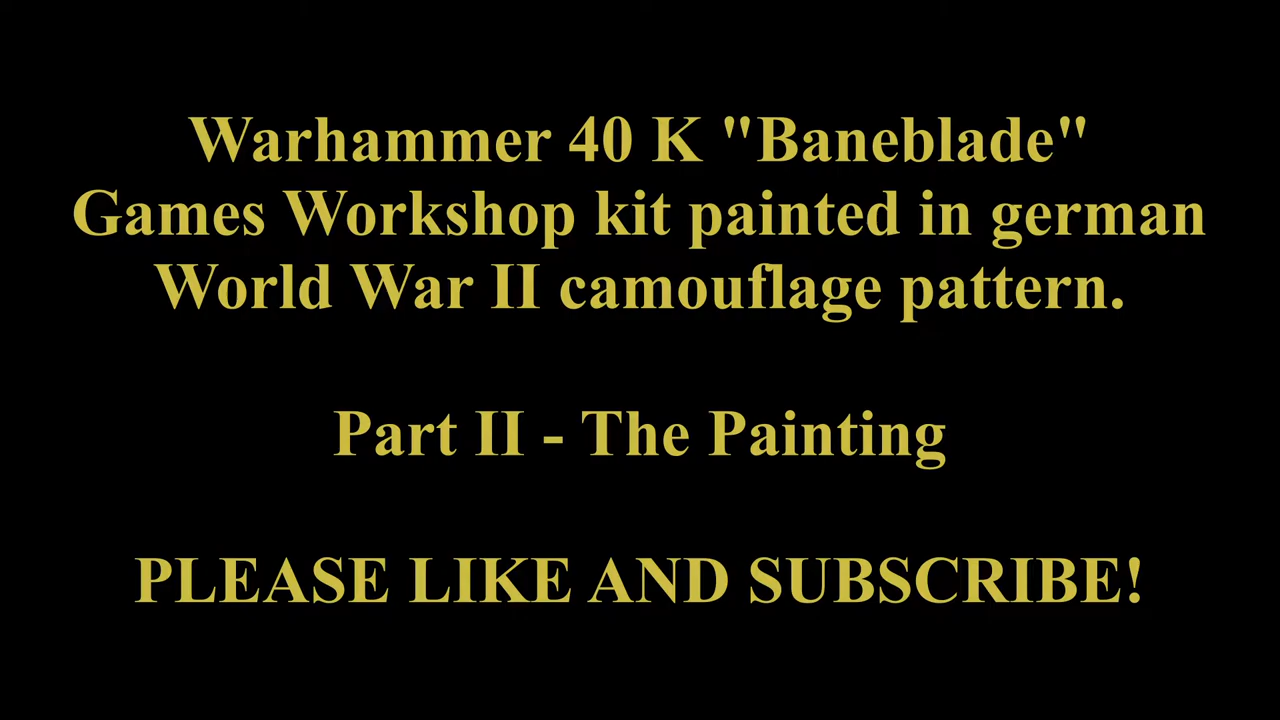 Warhammer 40 K "Baneblade"
Games Workshop kit painted in german
World War II camouflage pattern.
Part II - The Painting
PLEASE LIKE AND SUBSCRIBE!